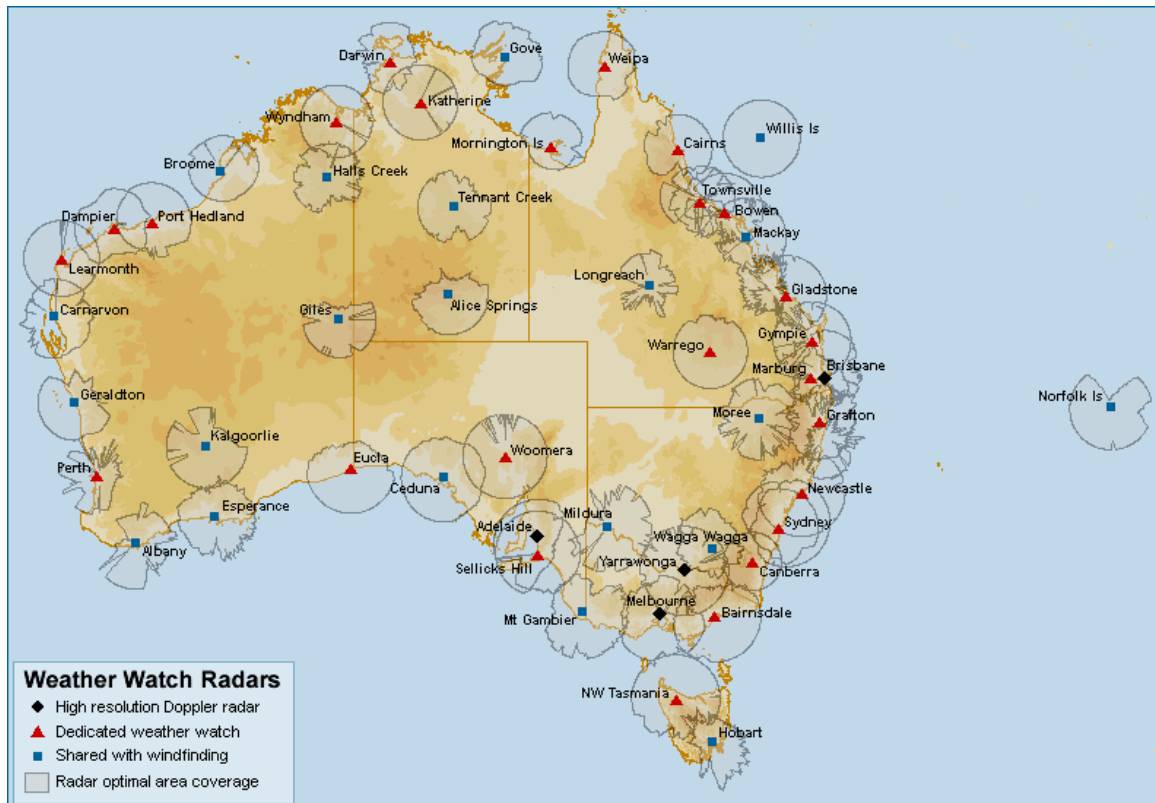 Gove
Darwin
Weipa
Katherine
Wyndham
Willis Is
Mornington Is
Cairns
Broome
Halls Creek
Tennant Creek
Townsville
Bowen
Dampier
Port Hedland
Mackay
Learmonth
Longreach
Gladstone
Alice Springs
Carnarvon
Giles
Gympie
Warrego
Brisbane
Marburg
Geraldton
Norfolk Is
Moree
Grafton
Kalgoorlie
Woomera
Eucla
Perth
Ceduna
Newcastle
Esperance
Mildura
Adelaide
Sydney
Wagga Wagga
Albany
Yarrawonga
Sellicks Hill
Canberra
Melbourne
Mt Gambier
Bairnsdale
NW Tasmania
Hobart
Weather Watch Radars
High resolution Doppler radar
Dedicated weather watch
Shared with windfinding
Radar optimal area coverage